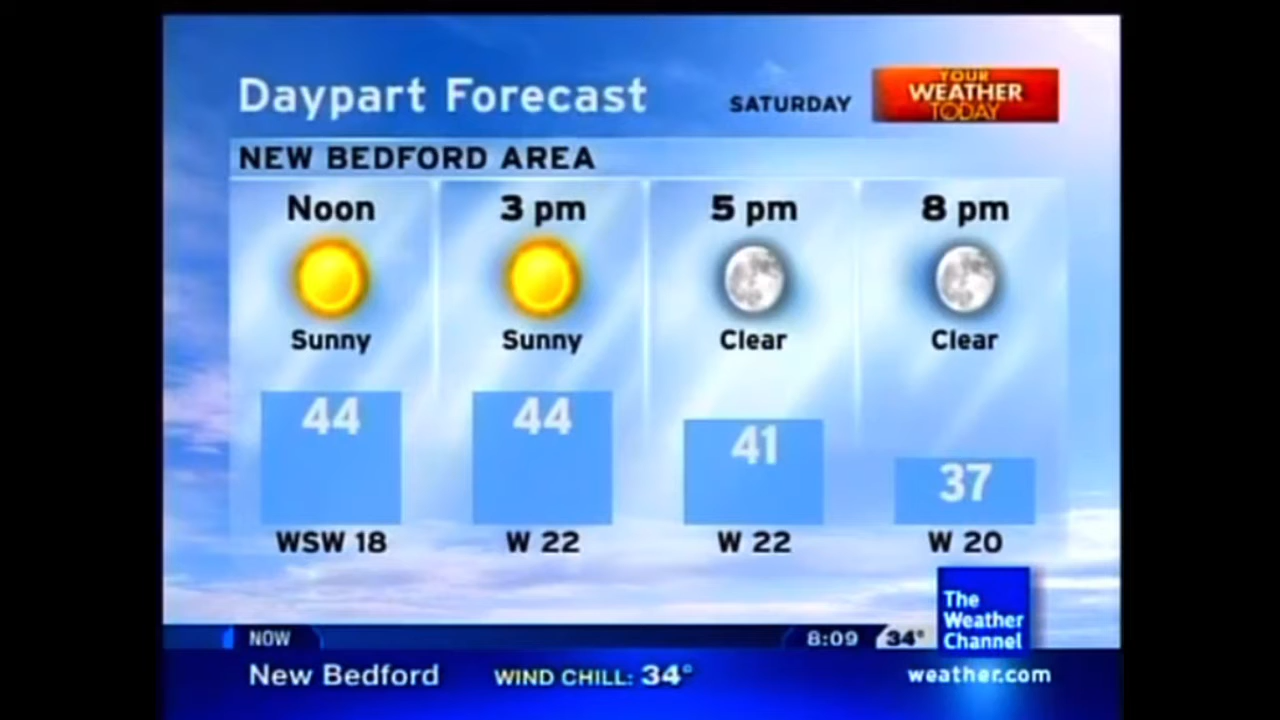 Daypart Forecast
SATURDAY
YOUR
WEATHER
TODAY
NEW BEDFORD AREA
Noon 3 pm 5 pm 8 pm
Sunny Sunny Clear Clear
44 44 41 37
WSW 18 W 22 W 22 W 20
The
Weather
Channel
NOW 8:09 34°
New Bedford WIND CHILL: 34° weather.com